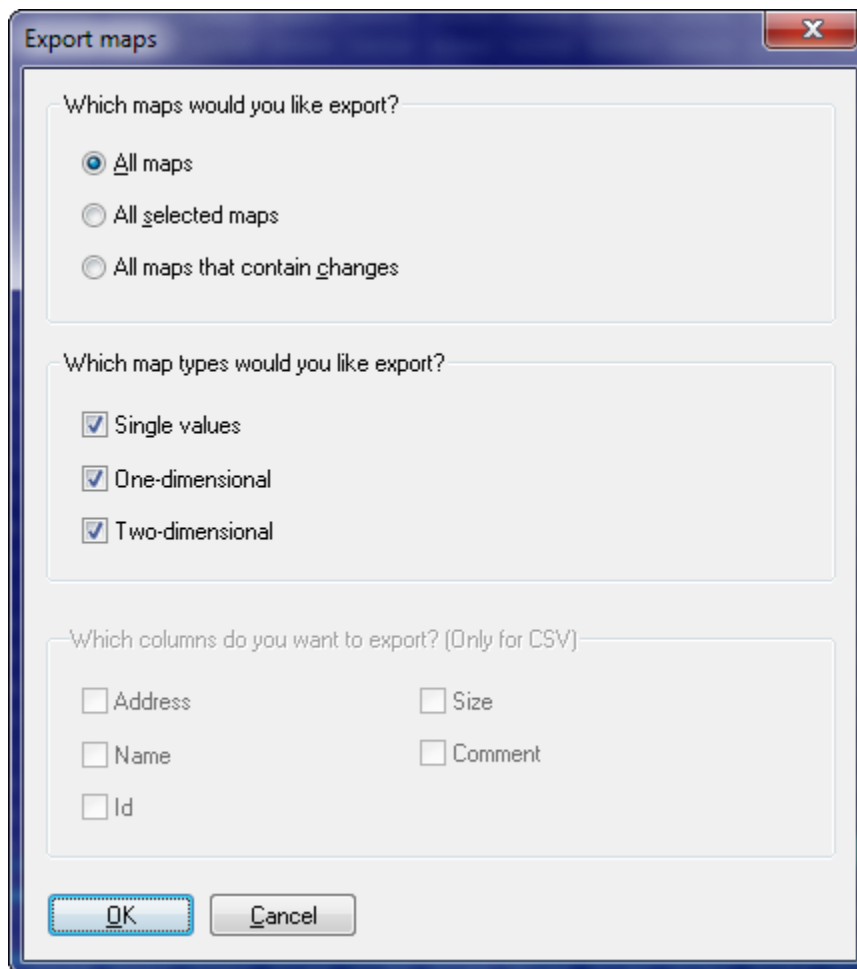 Export maps
Which maps would you like export?
All maps
All selected maps
All maps that contain changes
Which map types would you like export?
Single values
One-dimensional
Two-dimensional
Which columns do you want to export? (Only for CSV)
Address
Size
Name
Comment
Id
OK
Cancel